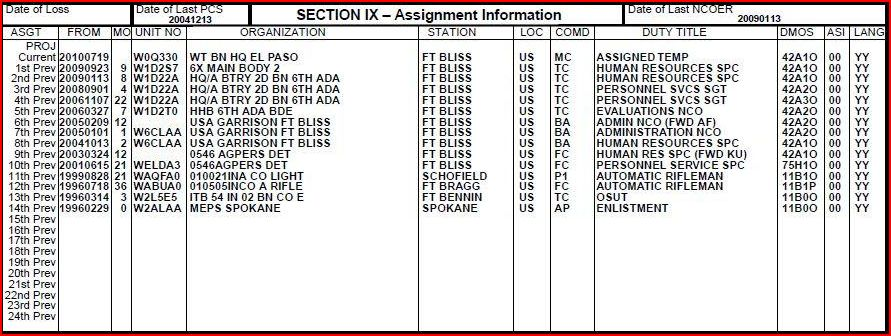 Date of Loss Date of Last PCS SECTION IX – Assignment Information Date of Last NCOER
20041213 20090113
ASGT FROM MO UNIT NO ORGANIZATION STATION LOC COMD DUTY TITLE DMOS ASI LANG
PROJ
Current 20100719 W0Q330 WT BN HQ EL PASO FT BLISS US MC ASSIGNED TEMP 42A1O 00 YY
1st Prev 20090923 9 W1D2S7 6X MAIN BODY 2 FT BLISS US TC HUMAN RESOURCES SPC 42A1O 00 YY
2nd Prev 20090113 8 W1D22A HQ/A BTRY 2D BN 6TH ADA FT BLISS US TC HUMAN RESOURCES SPC 42A1O 00 YY
3rd Prev 20080901 4 W1D22A HQ/A BTRY 2D BN 6TH ADA FT BLISS US TC PERSONNEL SVCS SGT 42A2O 00 YY
4th Prev 20061107 22 W1D22A HQ/A BTRY 2D BN 6TH ADA FT BLISS US TC PERSONNEL SVCS SGT 42A3O 00 YY
5th Prev 20060327 7 W1D2T0 HHB 6TH ADA BDE FT BLISS US TC EVALUATIONS NCO 42A2O 00 YY
6th Prev 20050209 12 USA GARRISON FT BLISS FT BLISS US BA ADMIN NCO (FWD AF) 42A2O 00 YY
7th Prev 20050101 1 W6CLAA USA GARRISON FT BLISS FT BLISS US BA ADMINISTRATION NCO 42A2O 00 YY
8th Prev 20041013 2 W6CLAA USA GARRISON FT BLISS FT BLISS US BA HUMAN RESOURCES SPC 42A1O 00 YY
9th Prev 20030324 12 0546 AGPERS DET FT BLISS US FC HUMAN RES SPC (FWD KU) 42A1O 00 YY
10th Prev 20010615 21 WELDA3 0546AGPERS DET FT BLISS US FC PERSONNEL SERVICE SPC 75H1O 00 YY
11th Prev 19990828 21 WAQFA0 010021INA CO LIGHT SCHOFIELD US P1 AUTOMATIC RIFLEMAN 11B1O 00 YY
12th Prev 19960718 36 WABUA0 010505INCO A RIFLE FT BRAGG US FC AUTOMATIC RIFLEMAN 11B1P 00 YY
13th Prev 19960314 3 W2L5E5 ITB 54 IN 02 BN CO E FT BENNIN US TC OSUT 11B0O 00 YY
14th Prev 19960229 0 W2ALAA MEPS SPOKANE SPOKANE US AP ENLISTMENT 11B0O 00 YY
15th Prev
16th Prev
17th Prev
18th Prev
19th Prev
20th Prev
21st Prev
22nd Prev
23rd Prev
24th Prev